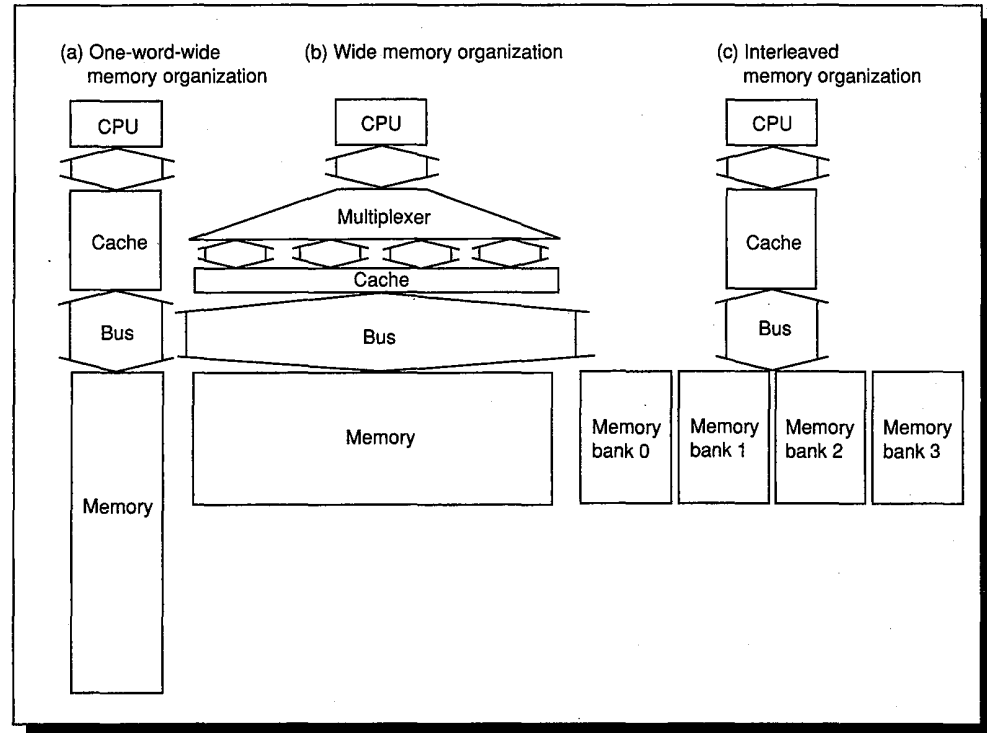 (a) One-word-wide
memory organization
CPU
Cache
Bus
Memory
(b) Wide memory organization
CPU
Multiplexer
Cache
Bus
Memory
(c) Interleaved
memory organization
CPU
Cache
Bus
Memory
bank 0
Memory
bank 1
Memory
bank 2
Memory
bank 3